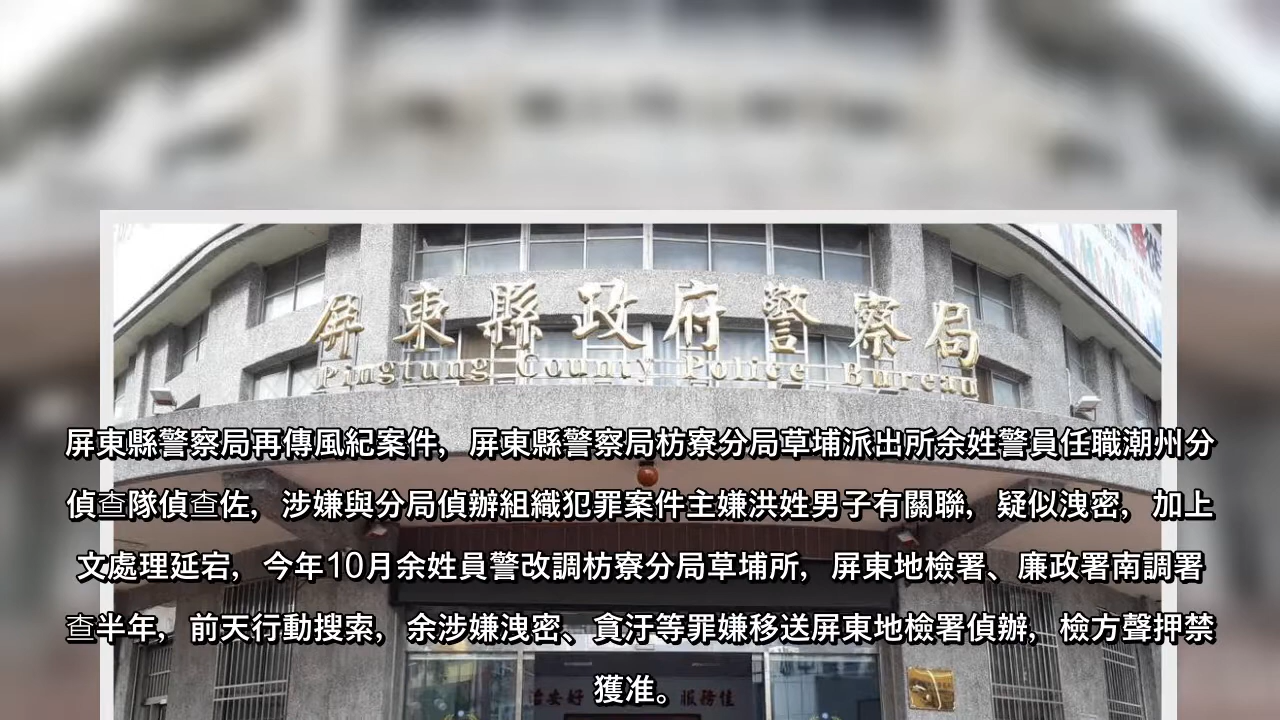 屏東縣政府警察局
Pingtung County Police Bureau
屏東縣警察局再傳風紀案件，屏東縣警察局枋寮分局草埔派出所余姓警員任職潮州分
偵查隊偵查佐，涉嫌與分局偵辦組織犯罪案件主嫌洪姓男子有關聯，疑似洩密，加上
文處理延宕，今年10月余姓員警改調枋寮分局草埔所，屏東地檢署、廉政署南調署
查半年，前天行動搜索，余涉嫌洩密、貪汙等罪嫌移送屏東地檢署偵辦，檢方聲押禁
獲准。
治安好 服務佳